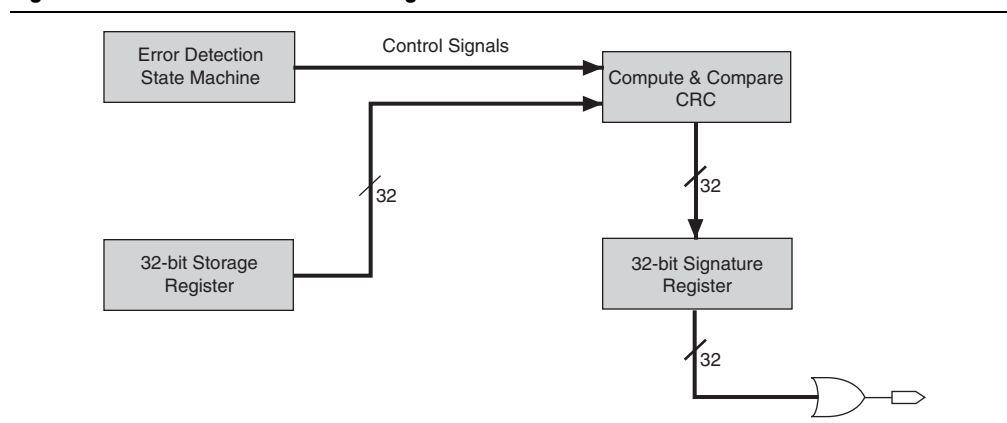 Control Signals
Error Detection
State Machine
Compute & Compare
CRC
32
32
32-bit Storage
Register
32-bit Signature
Register
32